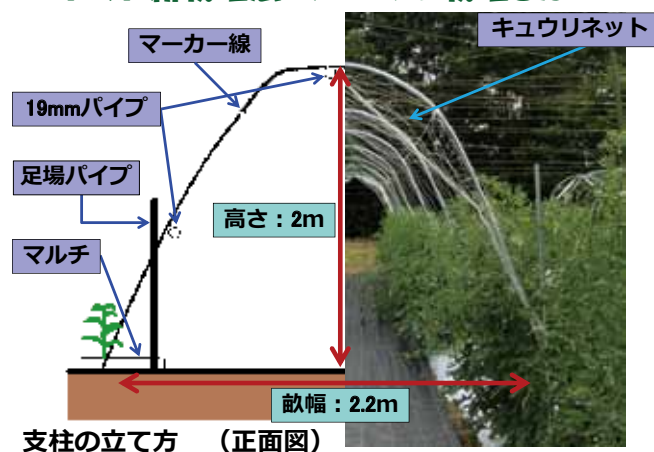 マーカー線
キュウリネット
19mmパイプ
足場パイプ
高さ：2m
マルチ
畝幅：2.2m
支柱の立て方　（正面図）